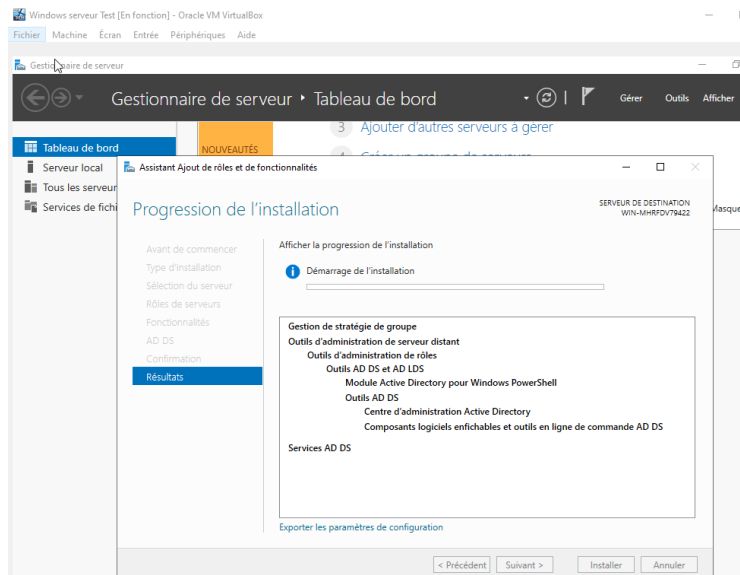 Windows serveur Test [En fonction] - Oracle VM VirtualBox
Fichier Machine Écran Entrée Périphériques Aide
Gestionnaire de serveur
Gestionnaire de serveur • Tableau de bord
Gérer Outils Afficher
3 Ajouter d'autres serveurs à gérer
NOUVEAUTÉS
Tableau de bord
Serveur local
Tous les serveur
Services de fichi
Assistant Ajout de rôles et de fonctionnalités
Progression de l'installation
SERVEUR DE DESTINATION
WIN-MHRFDV79422
Masque
Avant de commencer
Type d'installation
Sélection du serveur
Rôles de serveurs
Fonctionnalités
AD DS
Confirmation
Résultats
Afficher la progression de l'installation
Démarrage de l'installation
Gestion de stratégie de groupe
Outils d'administration de serveur distant
Outils d'administration de rôles
Outils AD DS et AD LDS
Module Active Directory pour Windows PowerShell
Outils AD DS
Centre d'administration Active Directory
Composants logiciels enfichables et outils en ligne de commande AD DS
Services AD DS
Exporter les paramètres de configuration
< Précédent Suivant > Installer Annuler